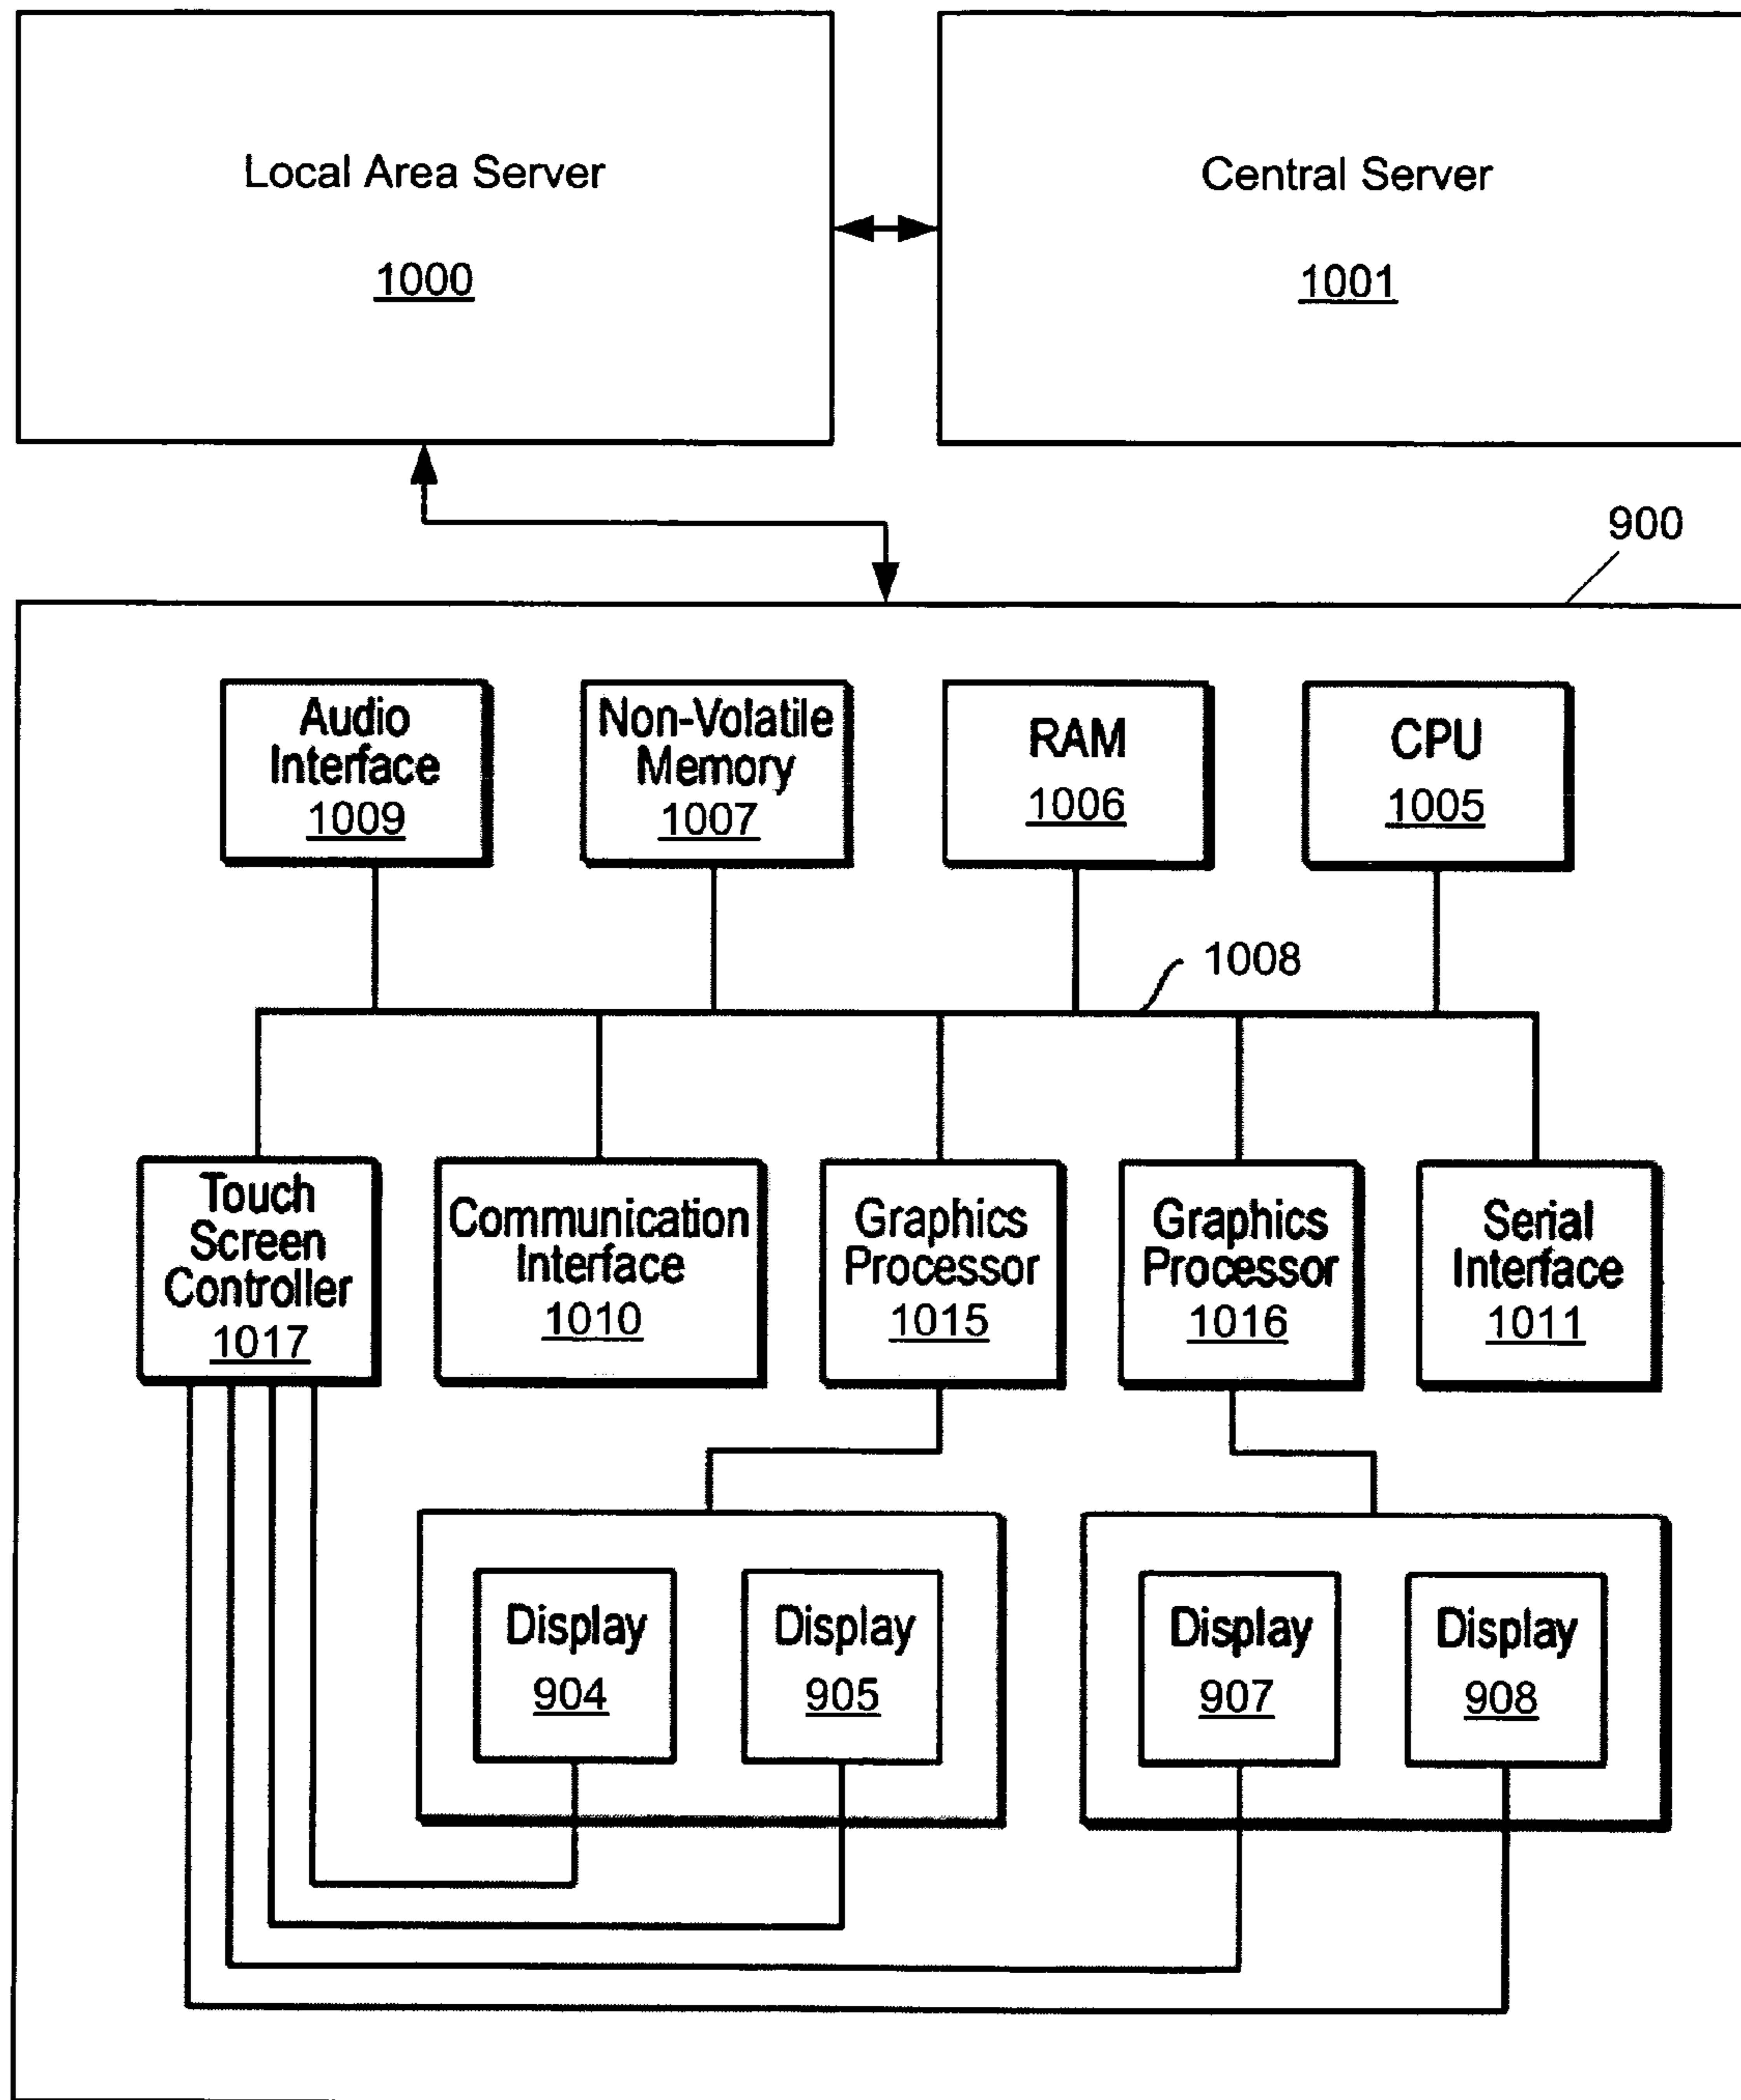 Local Area Server
1000
Central Server
1001
900
Audio
Interface
1009
Non-Volatile
Memory
1007
RAM
1006
CPU
1005
1008
Touch
Screen
Controller
1017
Communication
Interface
1010
Graphics
Processor
1015
Graphics
Processor
1016
Serial
Interface
1011
Display
904
Display
905
Display
907
Display
908